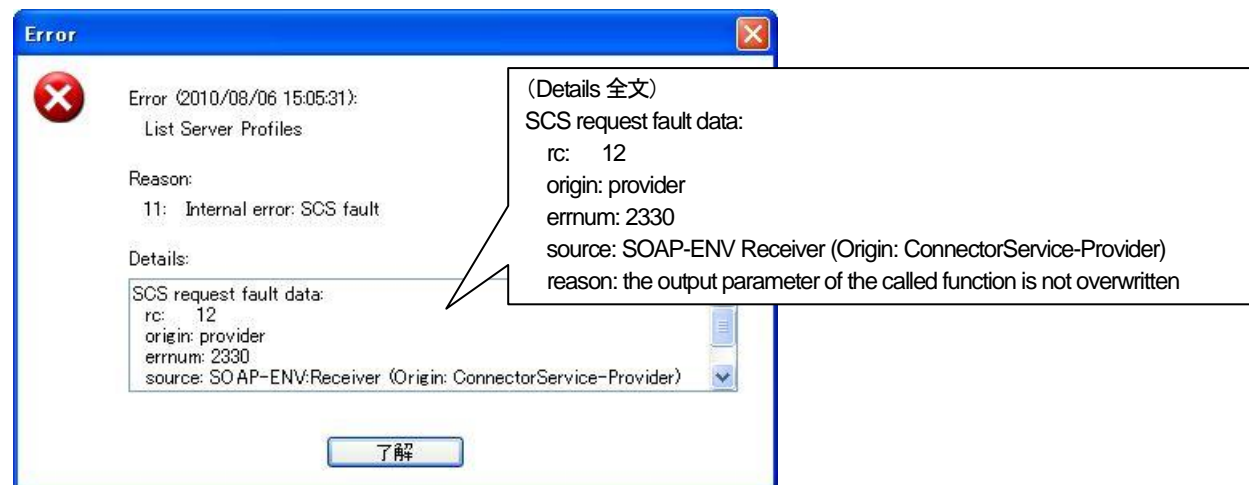 Error
Error (2010/08/06 15:05:31):
List Server Profiles
Reason:
11: Internal error: SCS fault
Details:
SCS request fault data:
rc: 12
origin: provider
errnum: 2330
source: SOAP-ENV:Receiver (Origin: ConnectorService-Provider)
了解
（Details 全文）
SCS request fault data:
rc: 12
origin: provider
errnum: 2330
source: SOAP-ENV Receiver (Origin: ConnectorService-Provider)
reason: the output parameter of the called function is not overwritten